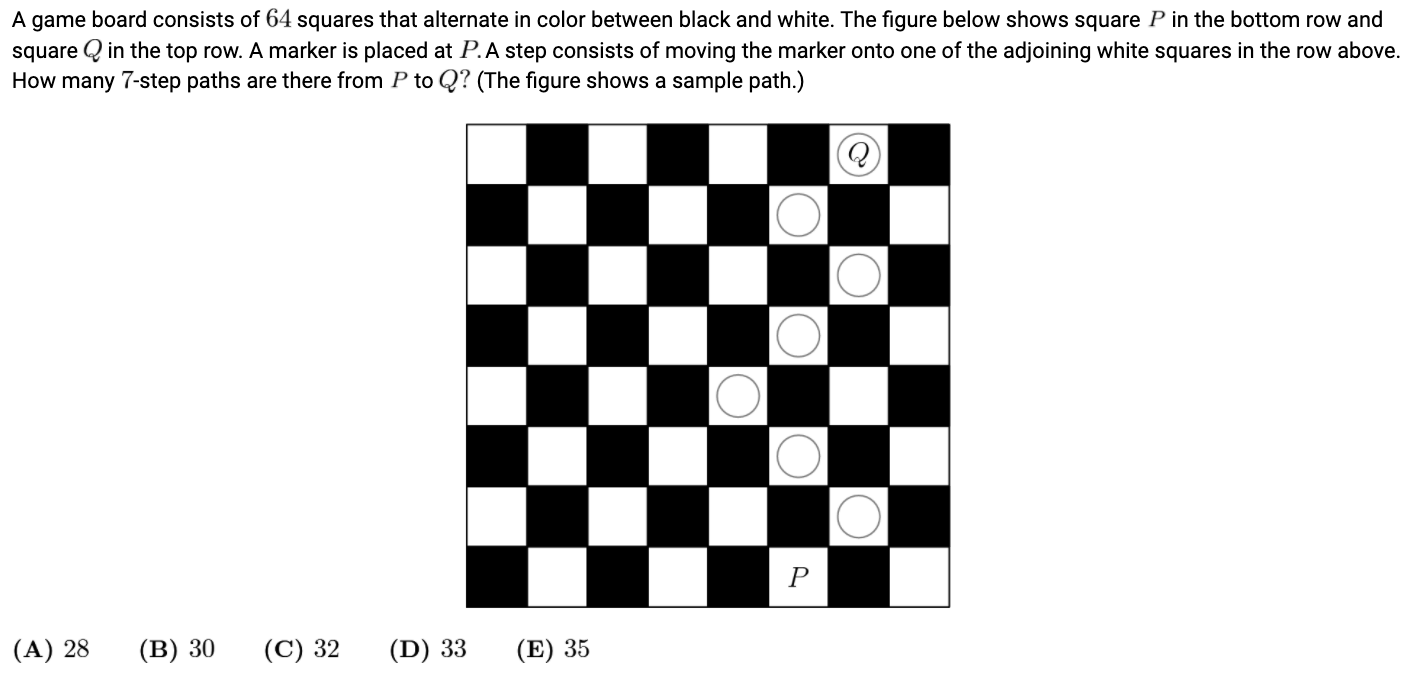 A game board consists of 64 squares that alternate in color between black and white. The figure below shows square P in the bottom row and
square Q in the top row. A marker is placed at P. A step consists of moving the marker onto one of the adjoining white squares in the row above.
How many 7-step paths are there from P to Q? (The figure shows a sample path.)
Q
P
(A) 28 (B) 30 (C) 32 (D) 33 (E) 35